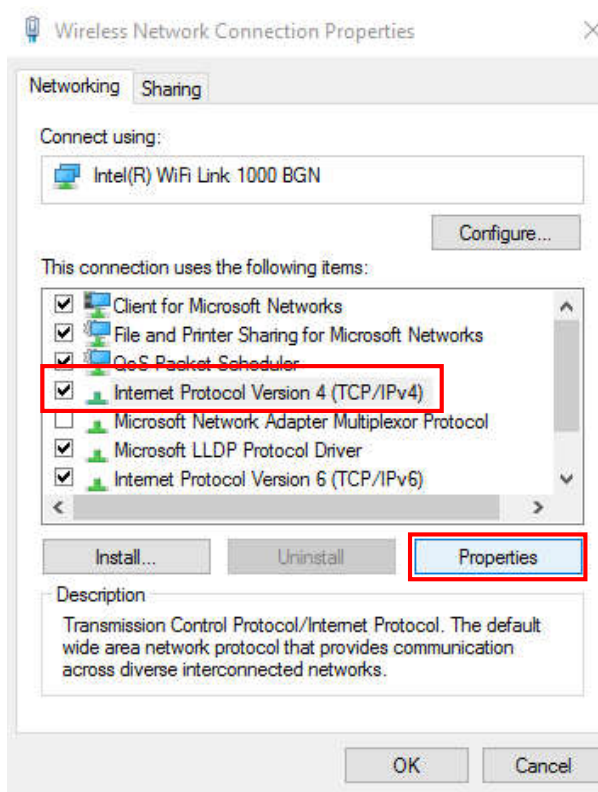 Wireless Network Connection Properties
Networking Sharing
Connect using:
Intel(R) WiFi Link 1000 BGN
Configure...
This connection uses the following items:
Client for Microsoft Networks
File and Printer Sharing for Microsoft Networks
QoS Packet Scheduler
Internet Protocol Version 4 (TCP/IPv4)
Microsoft Network Adapter Multiplexor Protocol
Microsoft LLDP Protocol Driver
Internet Protocol Version 6 (TCP/IPv6)
Install... Uninstall Properties
Description
Transmission Control Protocol/Internet Protocol. The default
wide area network protocol that provides communication
across diverse interconnected networks.
OK Cancel